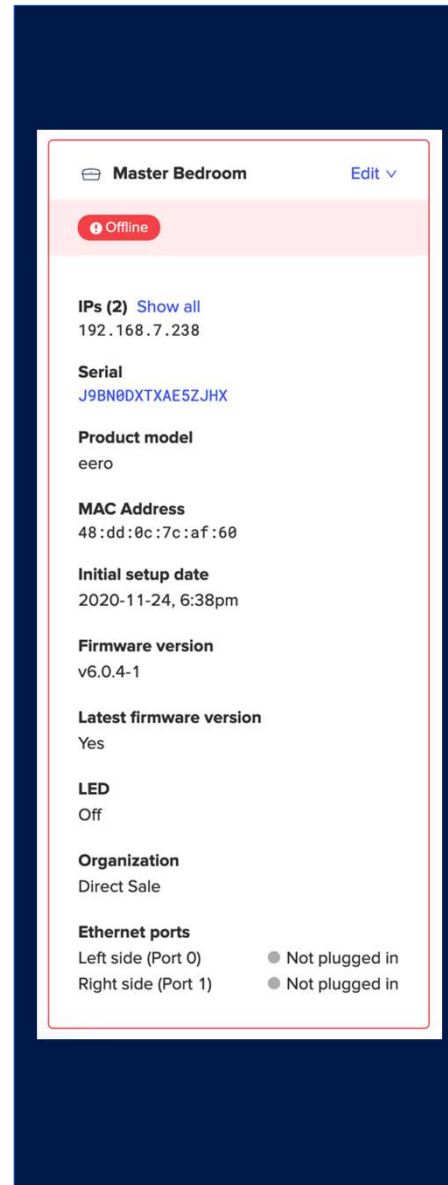 Master Bedroom Edit
Offline
IPs (2) Show all
192.168.7.238
Serial
J9BN0DXTXAE5ZJHX
Product model
eero
MAC Address
48:dd:0c:7c:af:60
Initial setup date
2020-11-24, 6:38pm
Firmware version
v6.0.4-1
Latest firmware version
Yes
LED
Off
Organization
Direct Sale
Ethernet ports
Left side (Port 0) Not plugged in
Right side (Port 1) Not plugged in